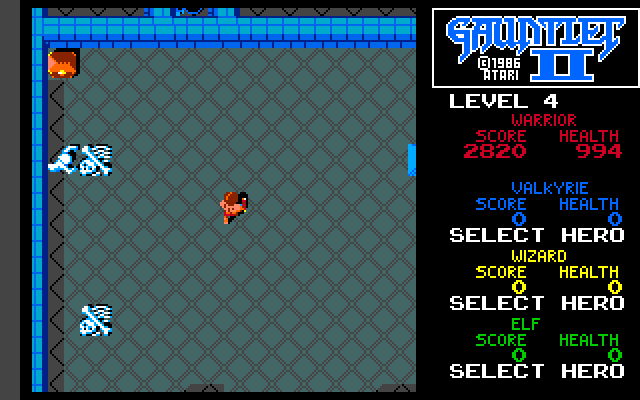 GAUNTLET
II
©1986
ATARI
LEVEL 4
WARRIOR
SCORE HEALTH
2820 994
VALKYRIE
SCORE HEALTH
0 0
SELECT HERO
WIZARD
SCORE HEALTH
0 0
SELECT HERO
ELF
SCORE HEALTH
0 0
SELECT HERO